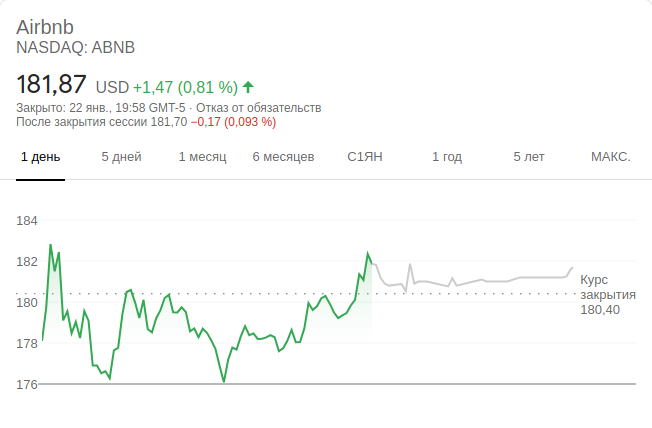 Airbnb
NASDAQ: ABNB
181,87 USD +1,47 (0,81 %)
Закрыто: 22 янв., 19:58 GMT-5 · Отказ от обязательств
После закрытия сессии 181,70 −0,17 (0,093 %)
1 день 5 дней 1 месяц 6 месяцев С1ЯН 1 год 5 лет МАКС.
184
182
180
178
176
Курс
закрытия
180,40